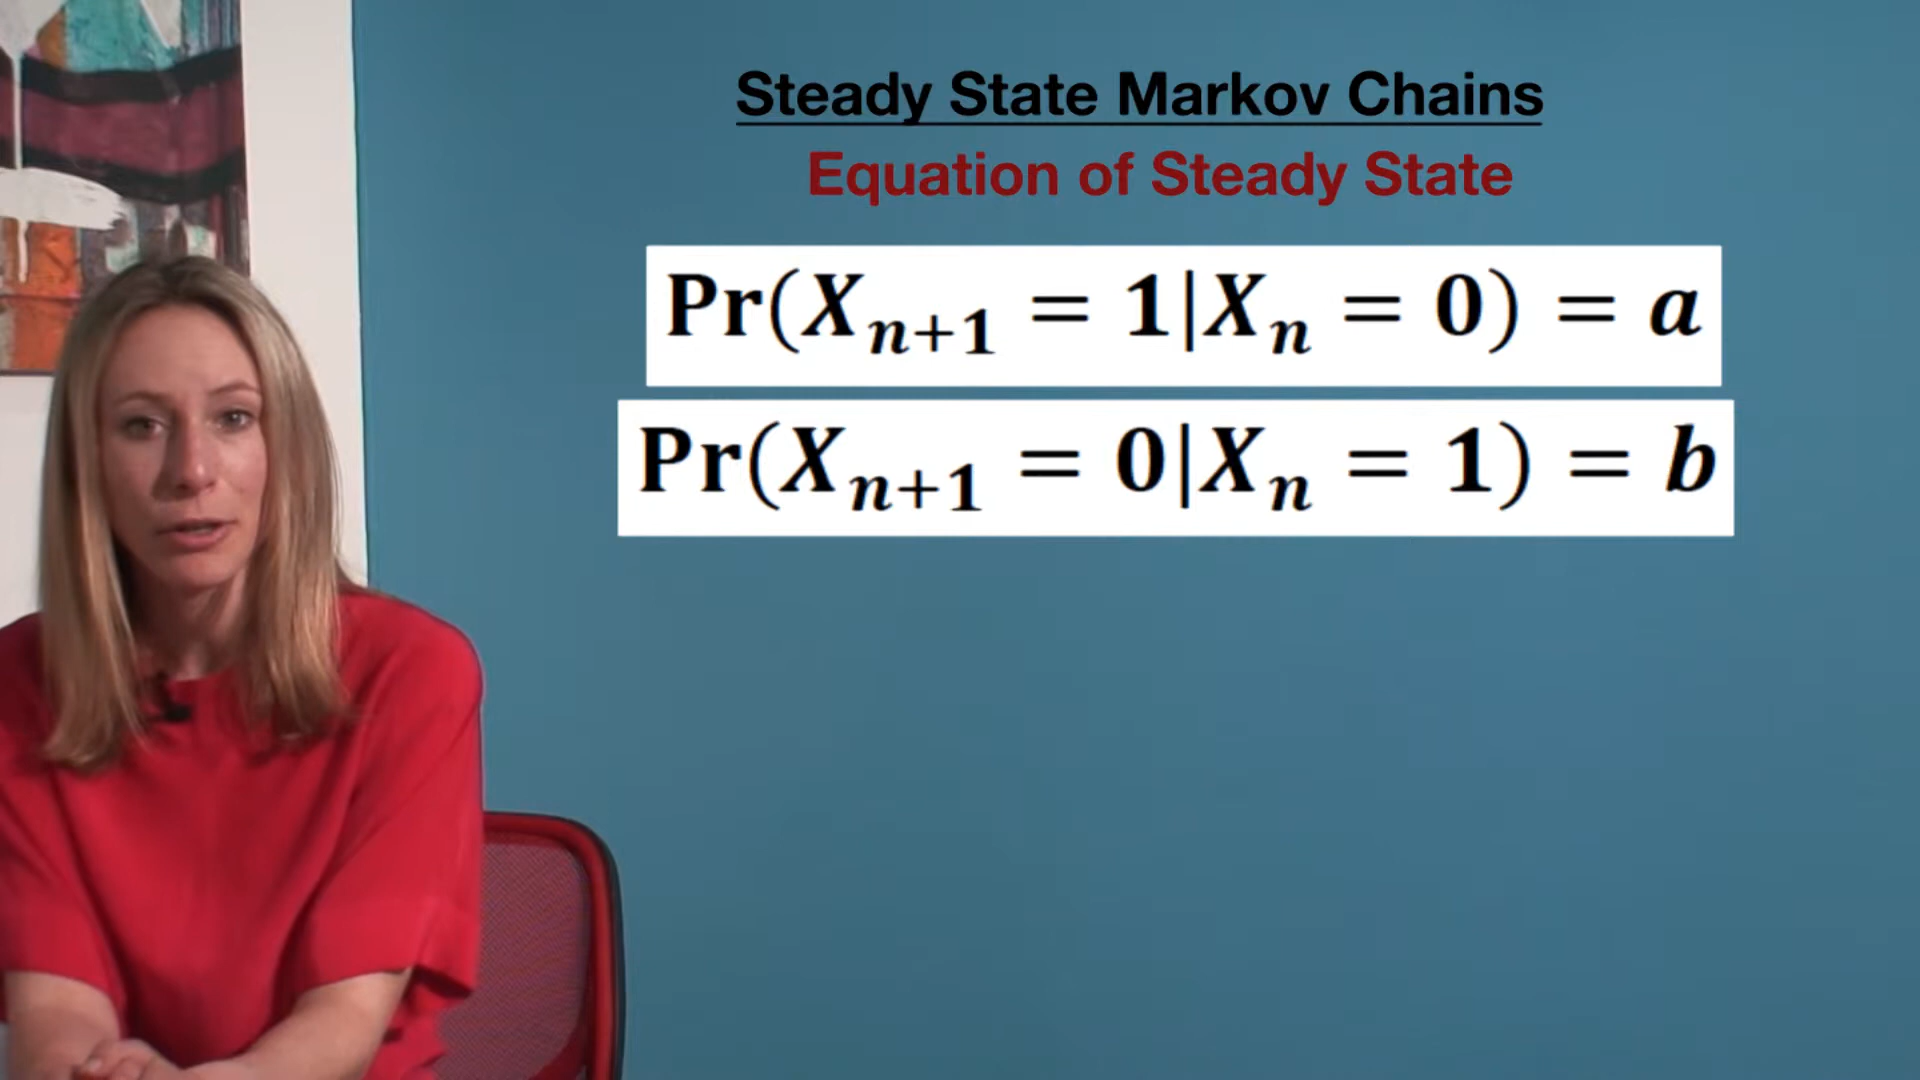 Steady State Markov Chains
Equation of Steady State
Pr(Xₙ₊₁ = 1|Xₙ = 0) = a
Pr(Xₙ₊₁ = 0|Xₙ = 1) = b